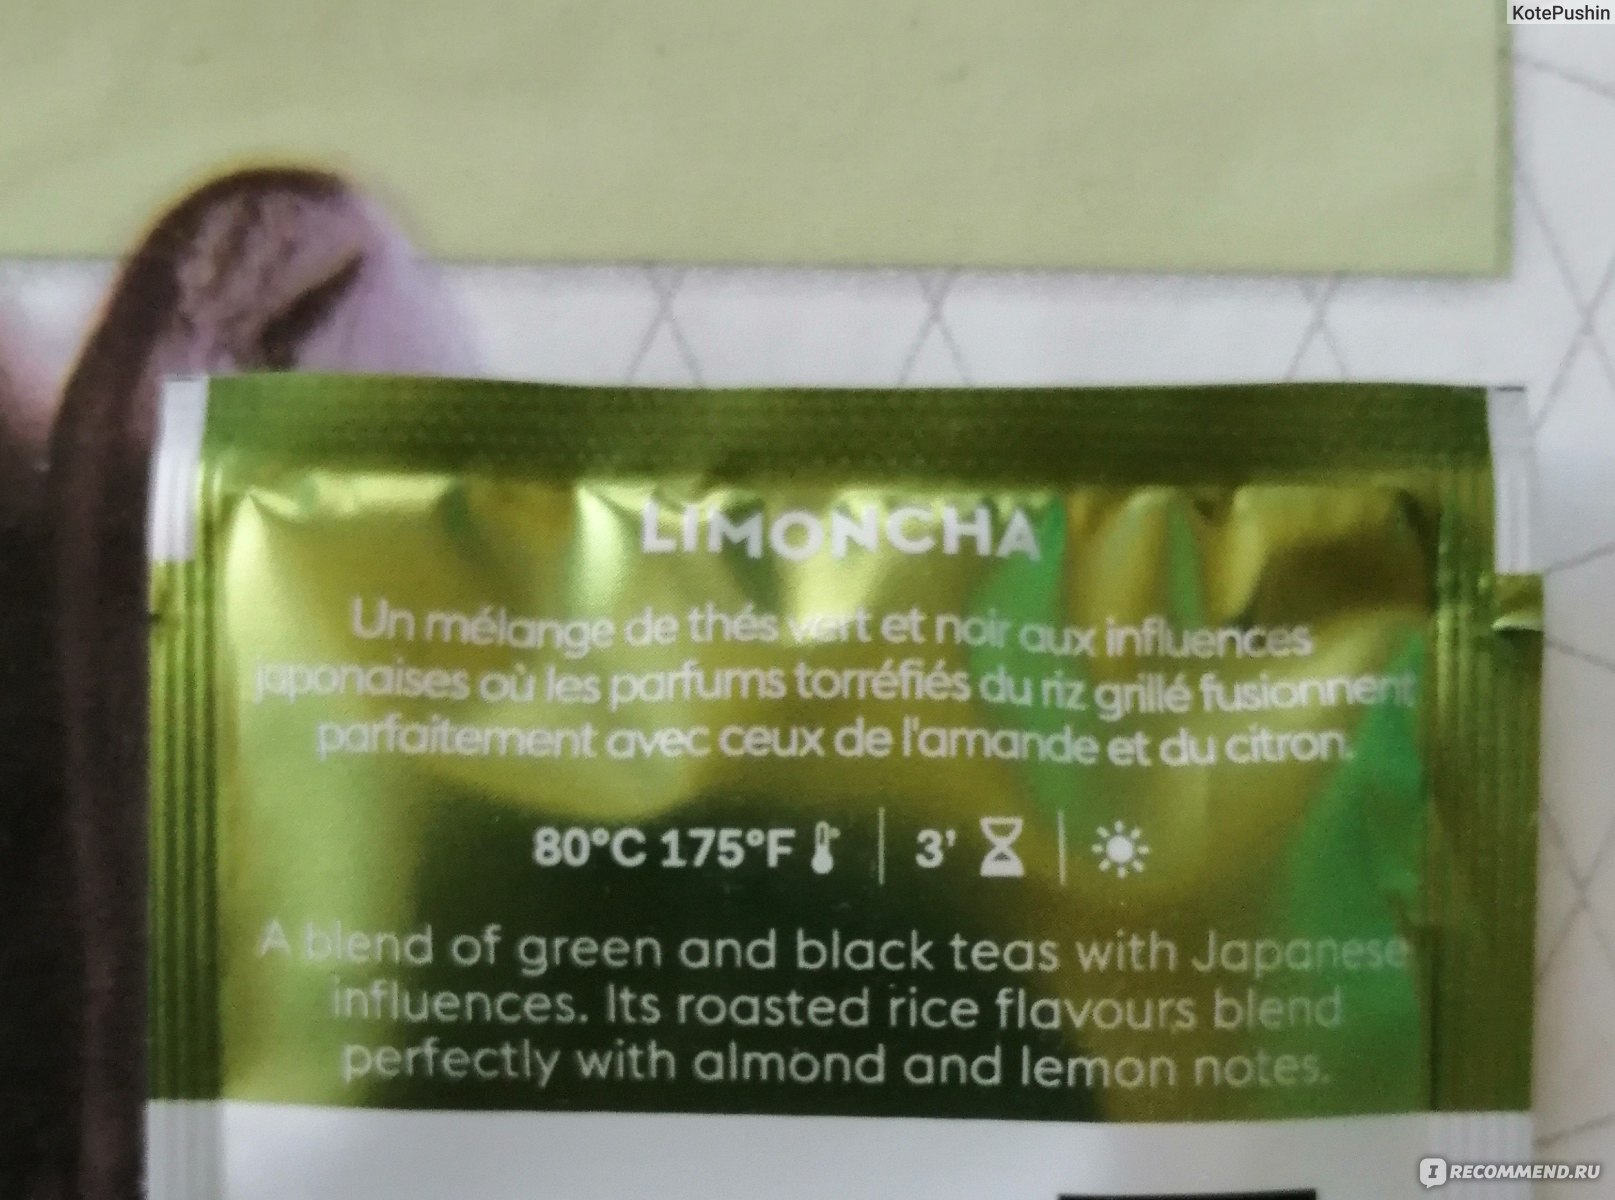 KotePushin
LIMONCHA
Un mélange de thés vert et noir aux influences
japonaises où les parfums torréfiés du riz grillé fusionnent
parfaitement avec ceux de l'amande et du citron.
80°C 175°F 3'
A blend of green and black teas with Japanese
influences. Its roasted rice flavours blend
perfectly with almond and lemon notes.
IRECOMMEND.RU